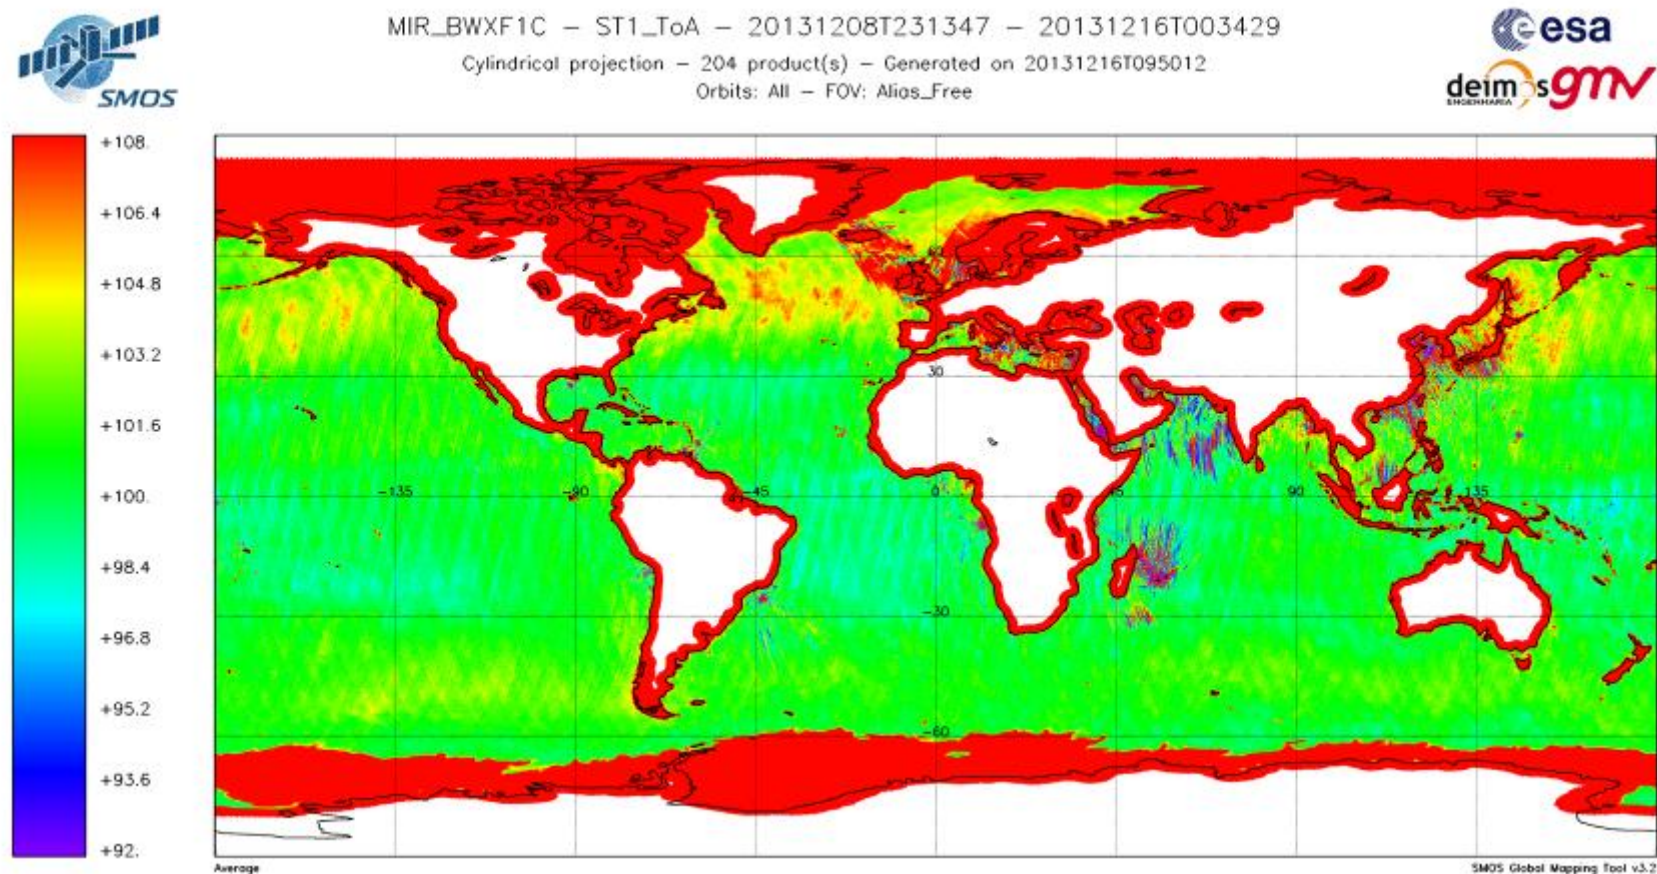 MIR_BWXF1C – ST1_ToA – 20131208T231347 – 20131216T003429
Cylindrical projection – 204 product(s) – Generated on 20131216T095012
Orbits: All – FOV: Alias_Free
SMOS
esa
deimos
ENGENHARIA
gmv
+108.
+106.4
+104.8
+103.2
+101.6
+100.
+98.4
+96.8
+95.2
+93.6
+92.
60
30
-135
-90
-45
0
45
90
135
-30
-60
Average
SMOS Global Mapping Tool v3.2